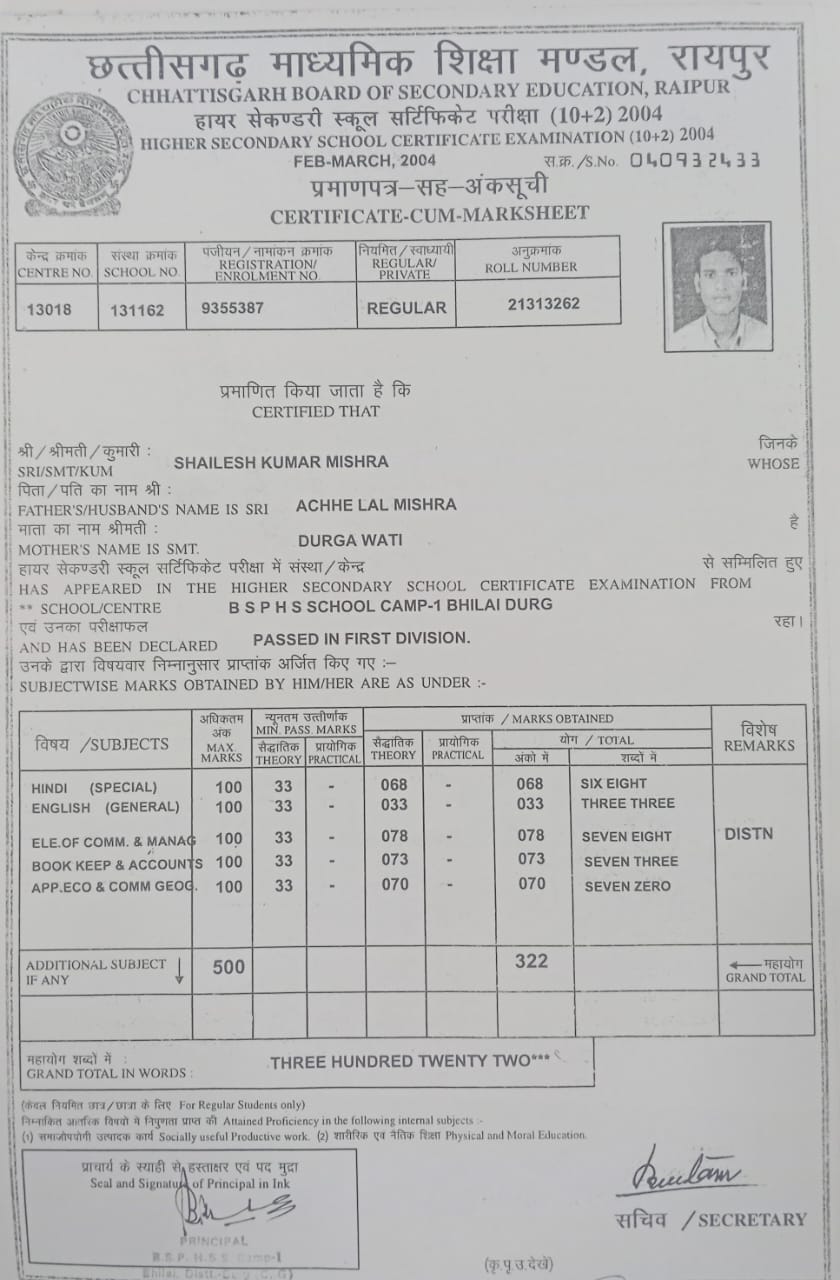 छत्तीसगढ़ माध्यमिक शिक्षा मण्डल, रायपुर
CHHATTISGARH BOARD OF SECONDARY EDUCATION, RAIPUR
हायर सेकण्डरी स्कूल सर्टिफिकेट परीक्षा (10+2) 2004
HIGHER SECONDARY SCHOOL CERTIFICATE EXAMINATION (10+2) 2004
FEB-MARCH, 2004 स.क्र./S.No. 040932433
प्रमाणपत्र–सह–अंकसूची
CERTIFICATE-CUM-MARKSHEET
केन्द्र क्रमांक संस्था क्रमांक पजीयन/नामांकन क्रमांक नियमित/स्वाध्यायी अनुक्रमांक
CENTRE NO. SCHOOL NO. REGISTRATION/ ENROLMENT NO. REGULAR/ PRIVATE ROLL NUMBER
13018 131162 9355387 REGULAR 21313262
प्रमाणित किया जाता है कि
CERTIFIED THAT
श्री/श्रीमती/कुमारी : जिनके
SRI/SMT/KUM SHAILESH KUMAR MISHRA WHOSE
पिता/पति का नाम श्री :
FATHER'S/HUSBAND'S NAME IS SRI ACHHE LAL MISHRA
माता का नाम श्रीमती : है
MOTHER'S NAME IS SMT. DURGA WATI
हायर सेकण्डरी स्कूल सर्टिफिकेट परीक्षा में संस्था/केन्द्र से सम्मिलित हुए
HAS APPEARED IN THE HIGHER SECONDARY SCHOOL CERTIFICATE EXAMINATION FROM
** SCHOOL/CENTRE B S P H S SCHOOL CAMP-1 BHILAI DURG
एवं उनका परीक्षाफल रहा।
AND HAS BEEN DECLARED PASSED IN FIRST DIVISION.
उनके द्वारा विषयवार निम्नानुसार प्राप्तांक अर्जित किए गए :–
SUBJECTWISE MARKS OBTAINED BY HIM/HER ARE AS UNDER :-
विषय /SUBJECTS अधिकतम अंक MAX. MARKS न्यूनतम उत्तीर्णांक MIN. PASS. MARKS प्राप्तांक / MARKS OBTAINED विशेष REMARKS
सैद्धातिक THEORY प्रायोगिक PRACTICAL सैद्धातिक THEORY प्रायोगिक PRACTICAL योग / TOTAL
अंको में शब्दों में
HINDI (SPECIAL) 100 33 - 068 - 068 SIX EIGHT
ENGLISH (GENERAL) 100 33 - 033 - 033 THREE THREE
ELE.OF COMM. & MANAG 100 33 - 078 - 078 SEVEN EIGHT DISTN
BOOK KEEP & ACCOUNTS 100 33 - 073 - 073 SEVEN THREE
APP.ECO & COMM GEOG. 100 33 - 070 - 070 SEVEN ZERO
ADDITIONAL SUBJECT IF ANY 500 322 महायोग GRAND TOTAL
महायोग शब्दों में :
GRAND TOTAL IN WORDS : THREE HUNDRED TWENTY TWO***
(केवल नियमित छात्र/छात्रा के लिए For Regular Students only)
निम्नांकित आतंरिक विषयो मे निपुणता प्राप्त की Attained Proficiency in the following internal subjects :-
(1) समाजोपयोगी उत्पादक कार्य Socially useful Productive work. (2) शारीरिक एव नैतिक शिक्षा Physical and Moral Education.
प्राचार्य के स्याही से हस्ताक्षर एवं पद मुद्रा
Seal and Signature of Principal in Ink
PRINCIPAL
B.S.P. H.S.S. Camp-1
Bhilai,
सचिव /SECRETARY
(कृ.पृ.उ.देखें)